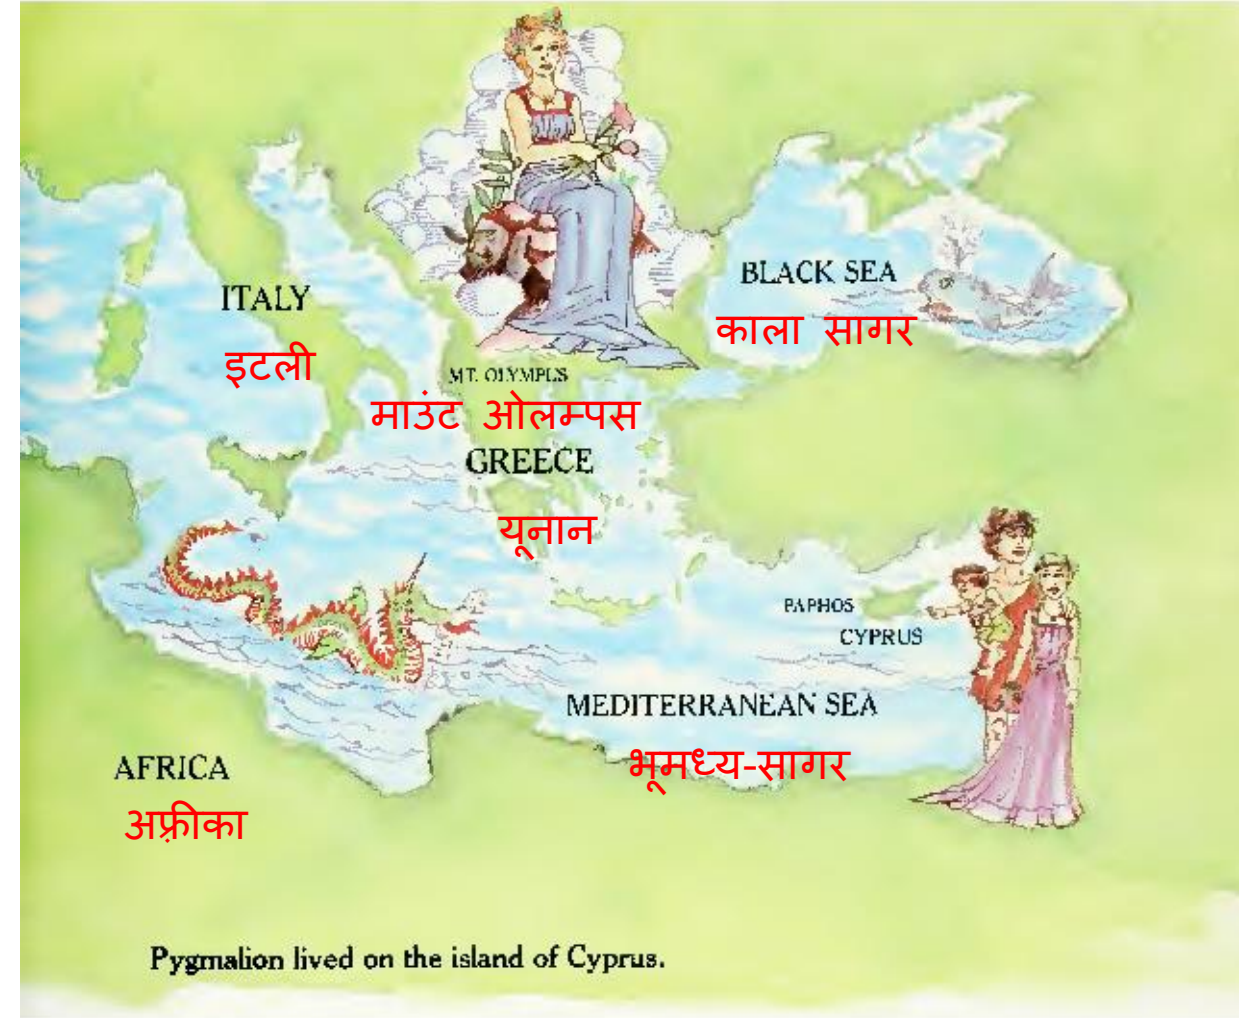 BLACK SEA
काला सागर
ITALY
इटली
MT. OLYMPUS
माउंट ओलम्पस
GREECE
यूनान
PAPHOS
CYPRUS
MEDITERRANEAN SEA
भूमध्य-सागर
AFRICA
अफ़्रीका
Pygmalion lived on the island of Cyprus.